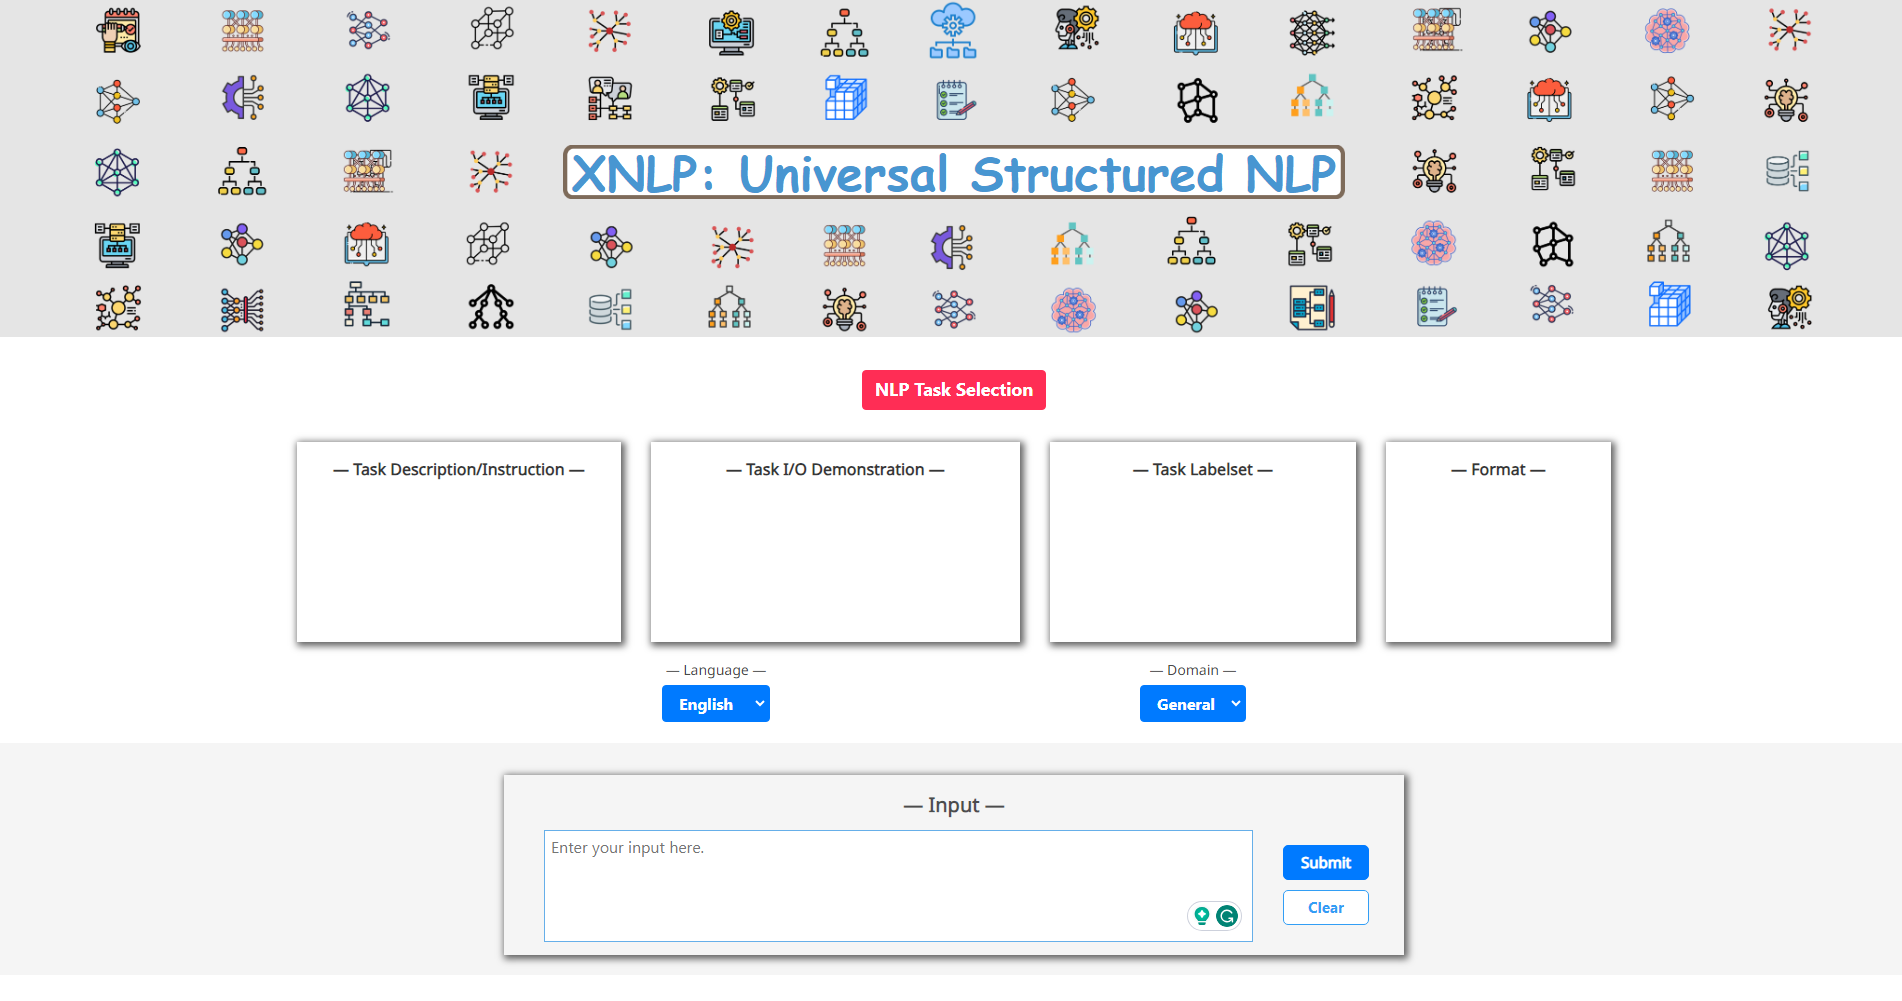 XNLP: Universal Structured NLP
NLP Task Selection
— Task Description/Instruction —
— Task I/O Demonstration —
— Task Labelset —
— Format —
— Language —
— Domain —
English
General
— Input —
Enter your input here.
Submit
Clear